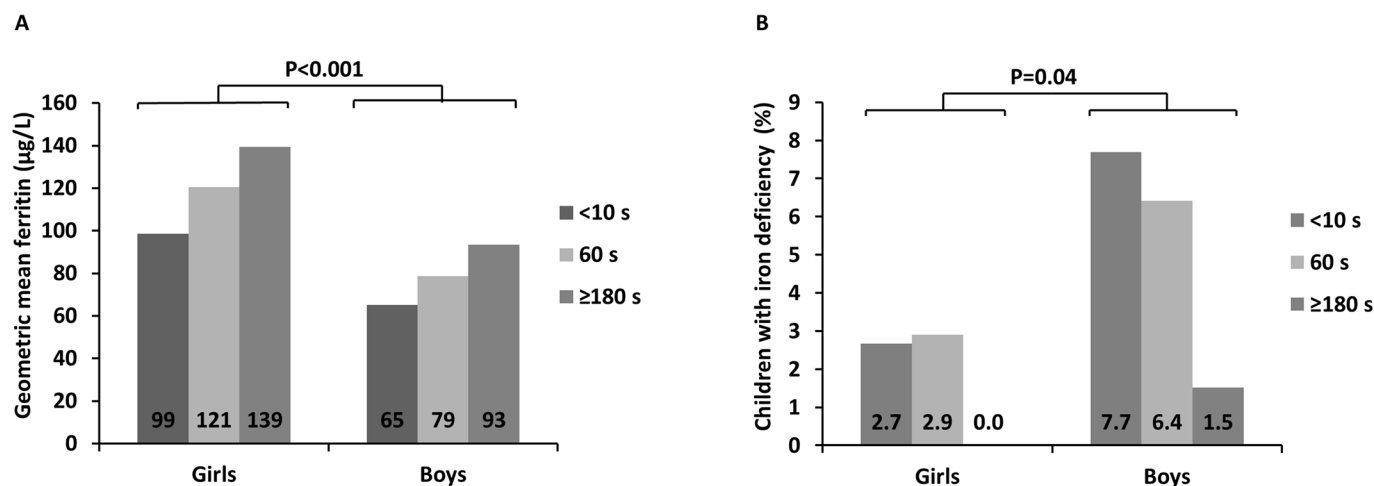 A
P<0.001
Geometric mean ferritin (µg/L)
160
140
120
100
80
60
40
20
0
99 121 139
65 79 93
Girls Boys
<10 s
60 s
≥180 s
B
P=0.04
Children with iron deficiency (%)
9
8
7
6
5
4
3
2
1
0
2.7 2.9 0.0
7.7 6.4 1.5
Girls Boys
<10 s
60 s
≥180 s